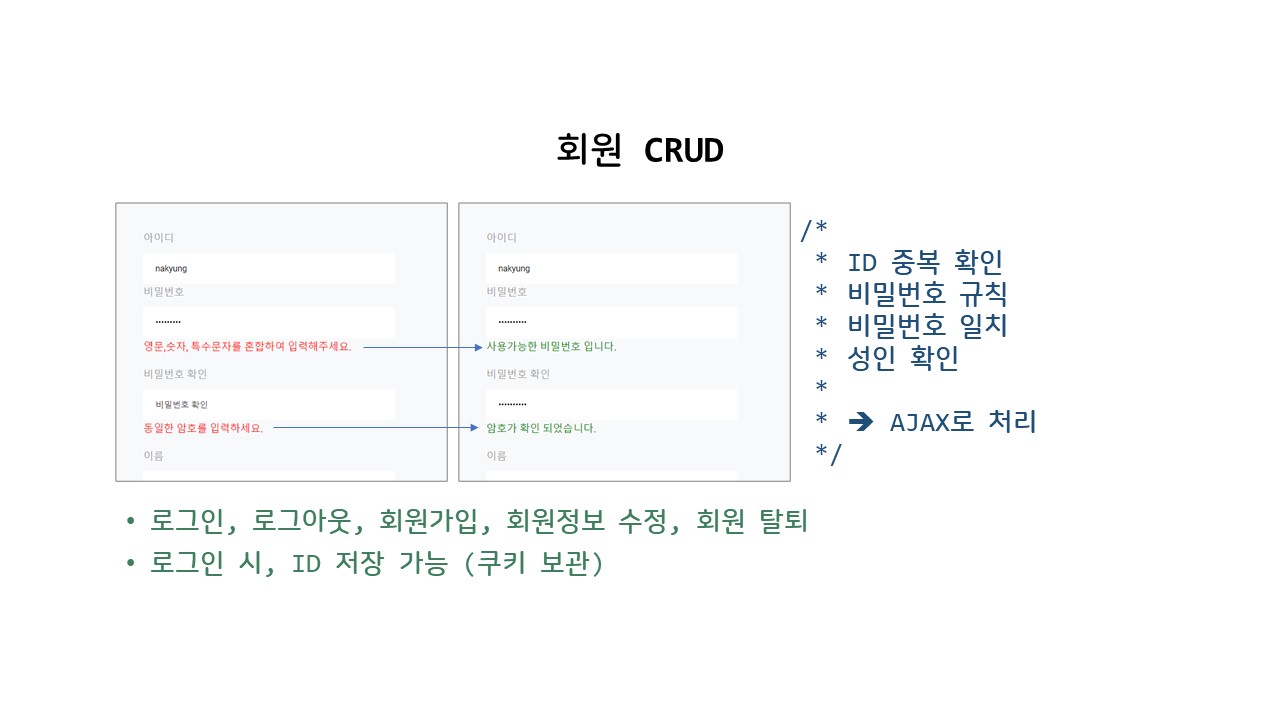 회원 CRUD
아이디
nakyung
비밀번호
•••••••••
영문,숫자, 특수문자를 혼합하여 입력해주세요.
비밀번호 확인
비밀번호 확인
동일한 암호를 입력하세요.
이름
아이디
nakyung
비밀번호
••••••••••
사용가능한 비밀번호 입니다.
비밀번호 확인
••••••••••
암호가 확인 되었습니다.
이름
/*
* ID 중복 확인
* 비밀번호 규칙
* 비밀번호 일치
* 성인 확인
*
* ➔ AJAX로 처리
*/
• 로그인, 로그아웃, 회원가입, 회원정보 수정, 회원 탈퇴
• 로그인 시, ID 저장 가능 (쿠키 보관)